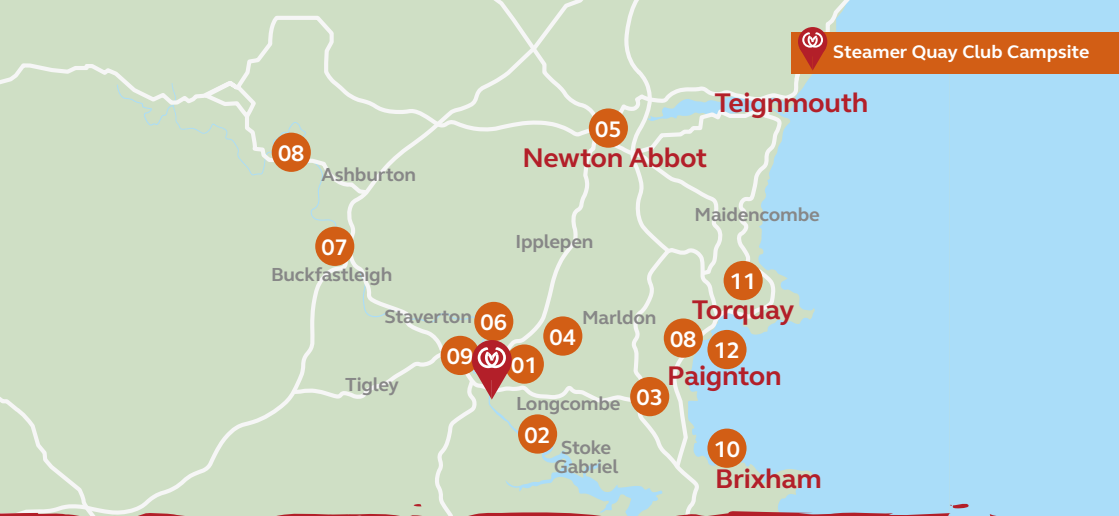 Steamer Quay Club Campsite
Teignmouth
05
Newton Abbot
08
Ashburton
Maidencombe
Ipplepen
07
Buckfastleigh
11
Torquay
Staverton
06
Marldon
04
08
12
09
01
Paignton
Tigley
Longcombe
03
02
Stoke
Gabriel
10
Brixham